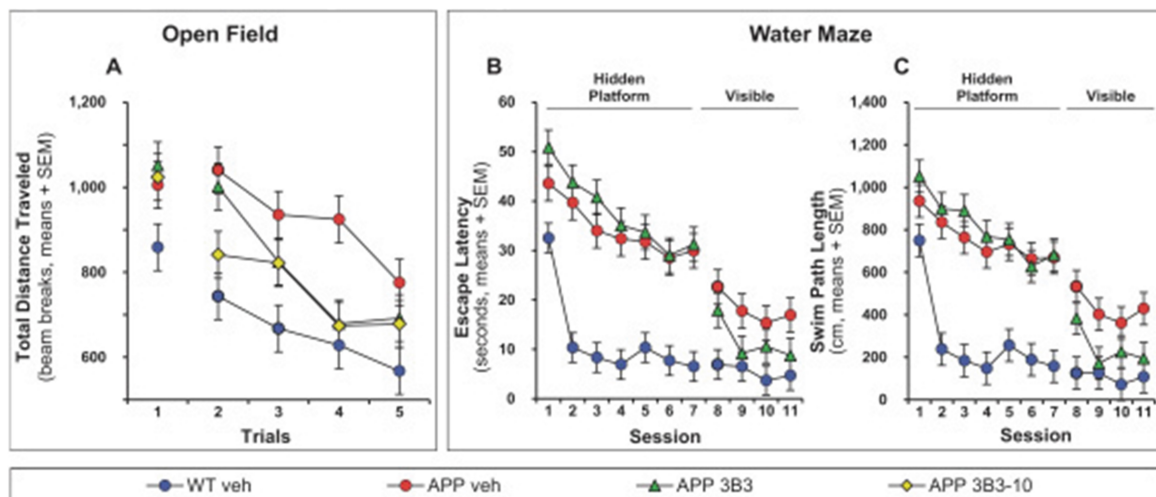 Open Field
Water Maze
A
Total Distance Traveled
(beam breaks, means + SEM)
1,200
1,000
800
600
1 2 3 4 5
Trials
B
Hidden
Platform
Visible
Escape Latency
(seconds, means + SEM)
60
50
40
30
20
10
0
1 2 3 4 5 6 7 8 9 10 11
Session
C
Hidden
Platform
Visible
Swim Path Length
(cm, means + SEM)
1,400
1,200
1,000
800
600
400
200
0
1 2 3 4 5 6 7 8 9 10 11
Session
WT veh
APP veh
APP 3B3
APP 3B3-10